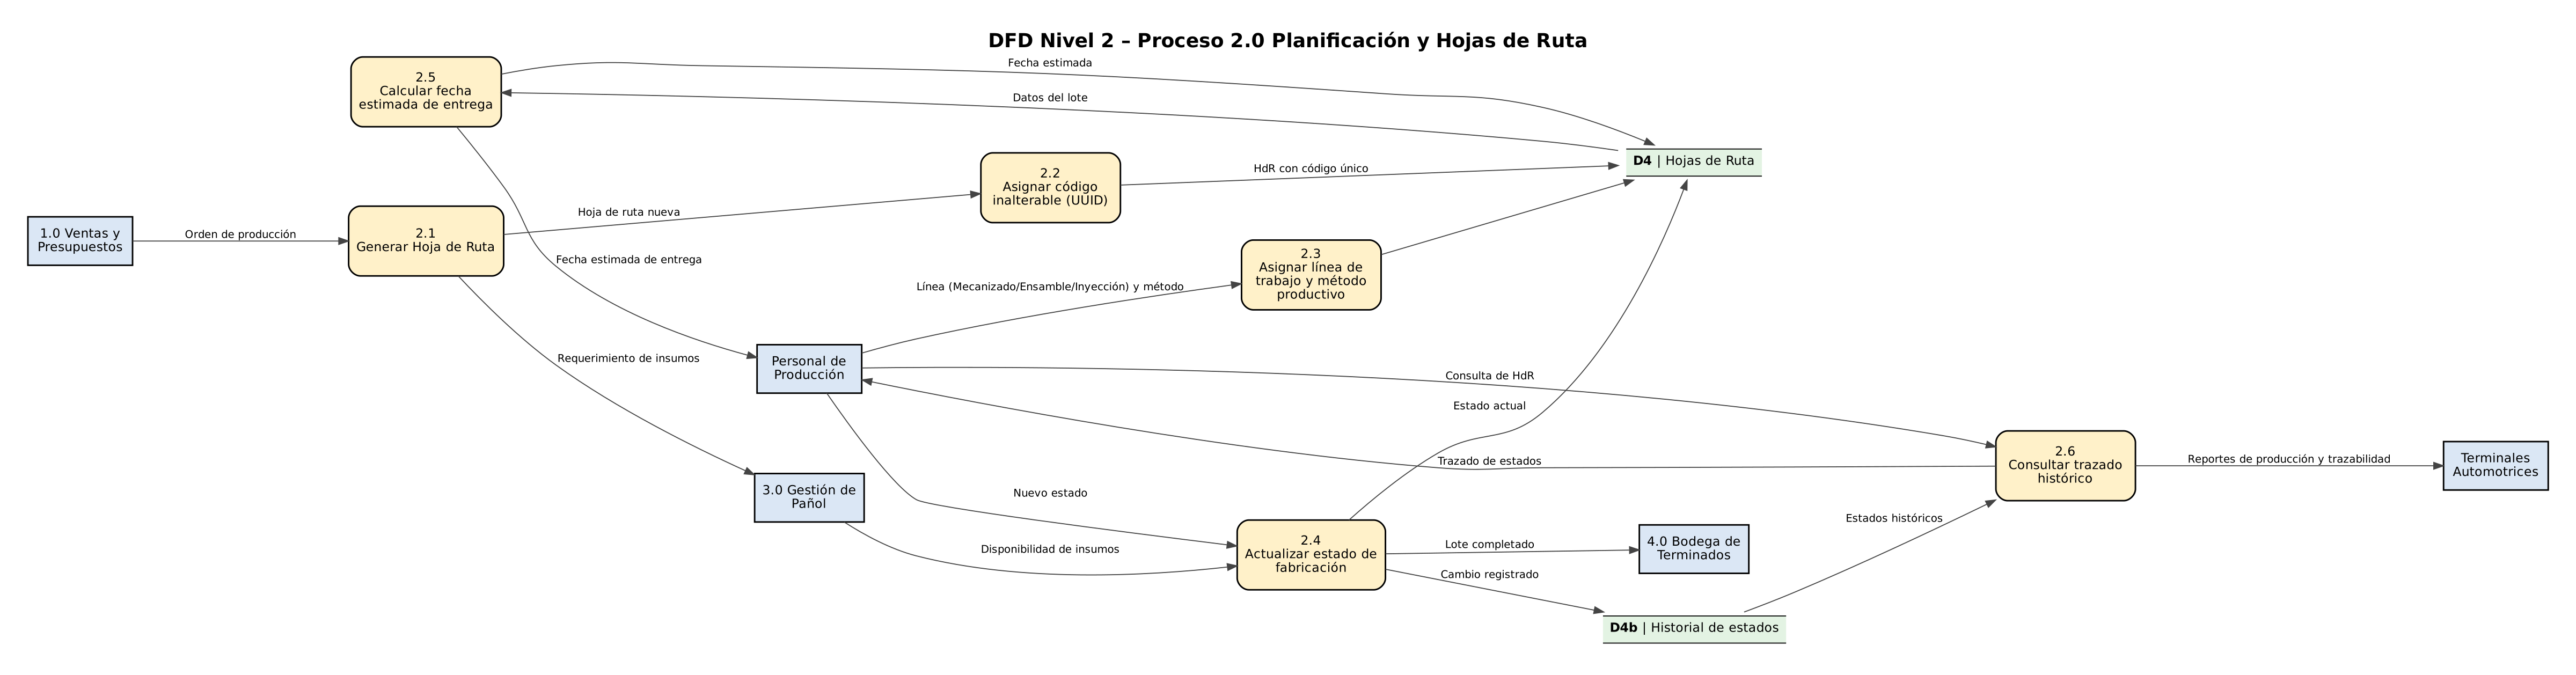 DFD Nivel 2 – Proceso 2.0 Planificación y Hojas de Ruta
2.5
Calcular fecha
estimada de entrega
Fecha estimada
Datos del lote
D4 | Hojas de Ruta
2.2
Asignar código
inalterable (UUID)
HdR con código único
1.0 Ventas y
Presupuestos
Orden de producción
2.1
Generar Hoja de Ruta
Hoja de ruta nueva
Fecha estimada de entrega
2.3
Asignar línea de
trabajo y método
productivo
Línea (Mecanizado/Ensamble/Inyección) y método
Requerimiento de insumos
Personal de
Producción
Consulta de HdR
Estado actual
Trazado de estados
2.6
Consultar trazado
histórico
Reportes de producción y trazabilidad
Terminales
Automotrices
3.0 Gestión de
Pañol
Nuevo estado
Disponibilidad de insumos
2.4
Actualizar estado de
fabricación
Lote completado
4.0 Bodega de
Terminados
Estados históricos
Cambio registrado
D4b | Historial de estados